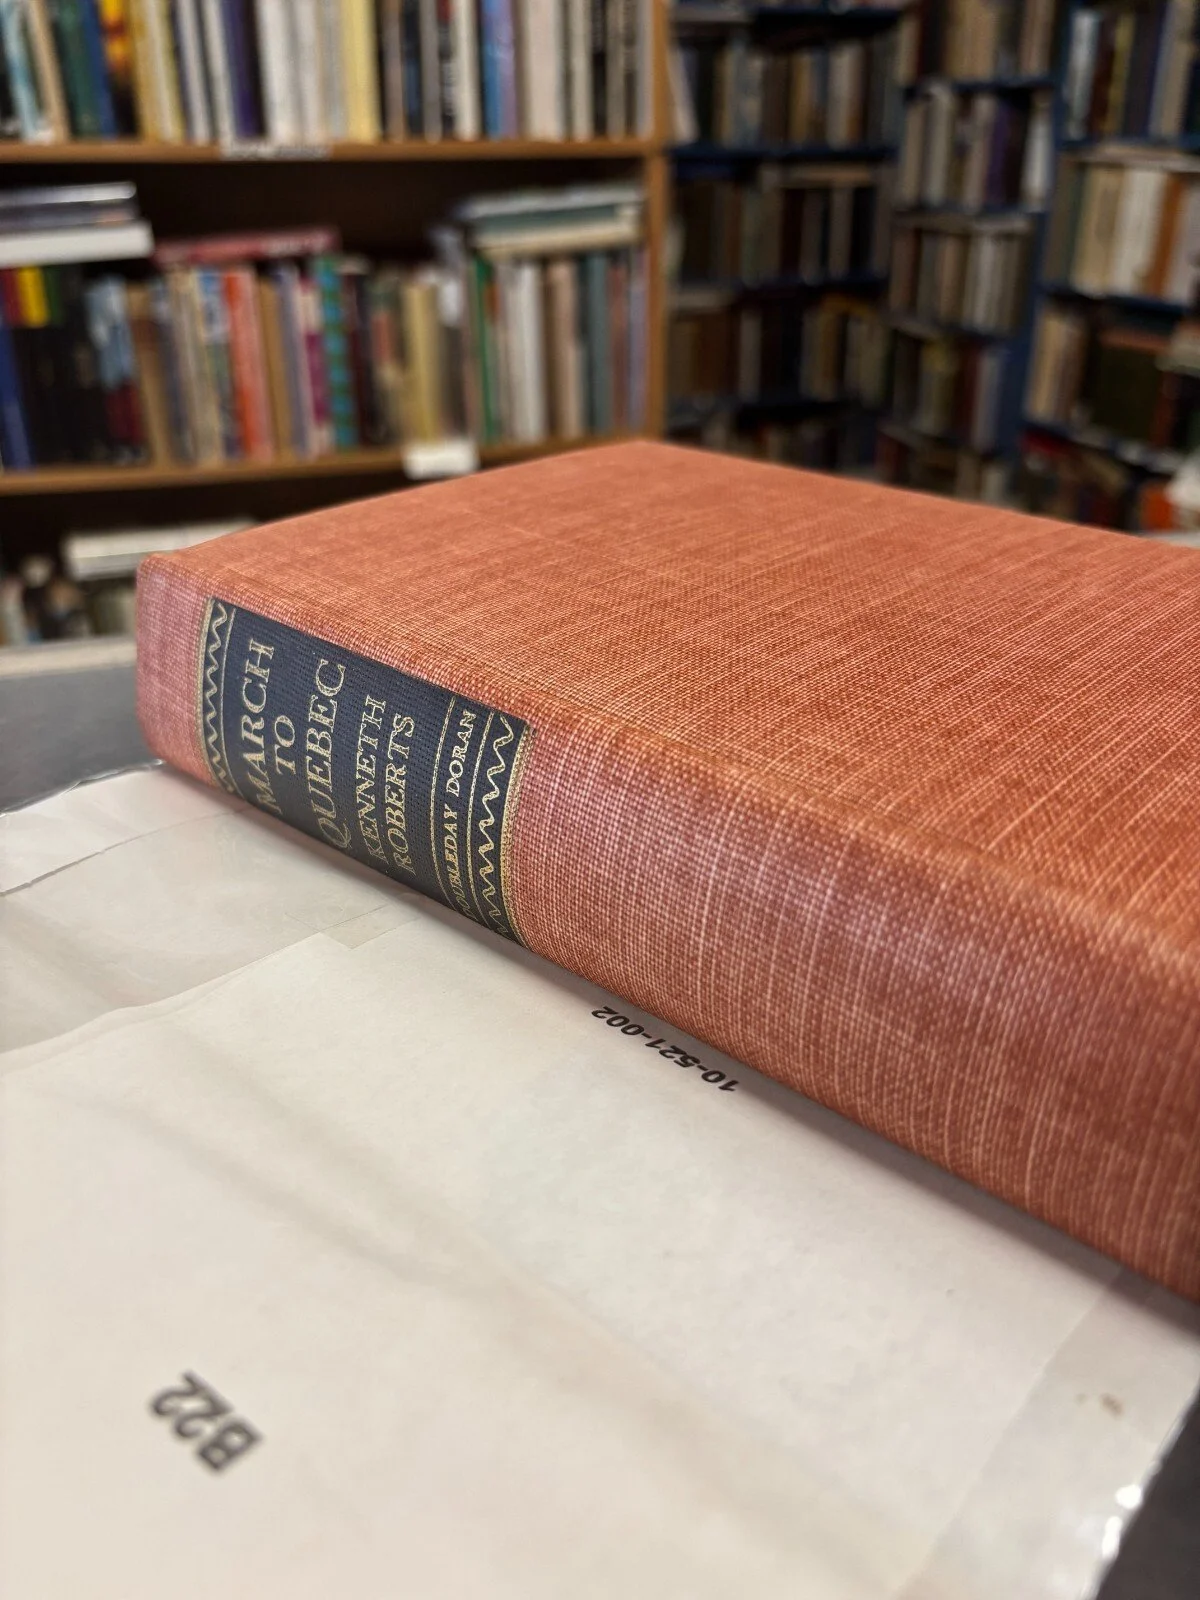 MARCH
TO
QUEBEC
KENNETH
ROBERTS
DOUBLEDAY DORAN
10-521-002
B22